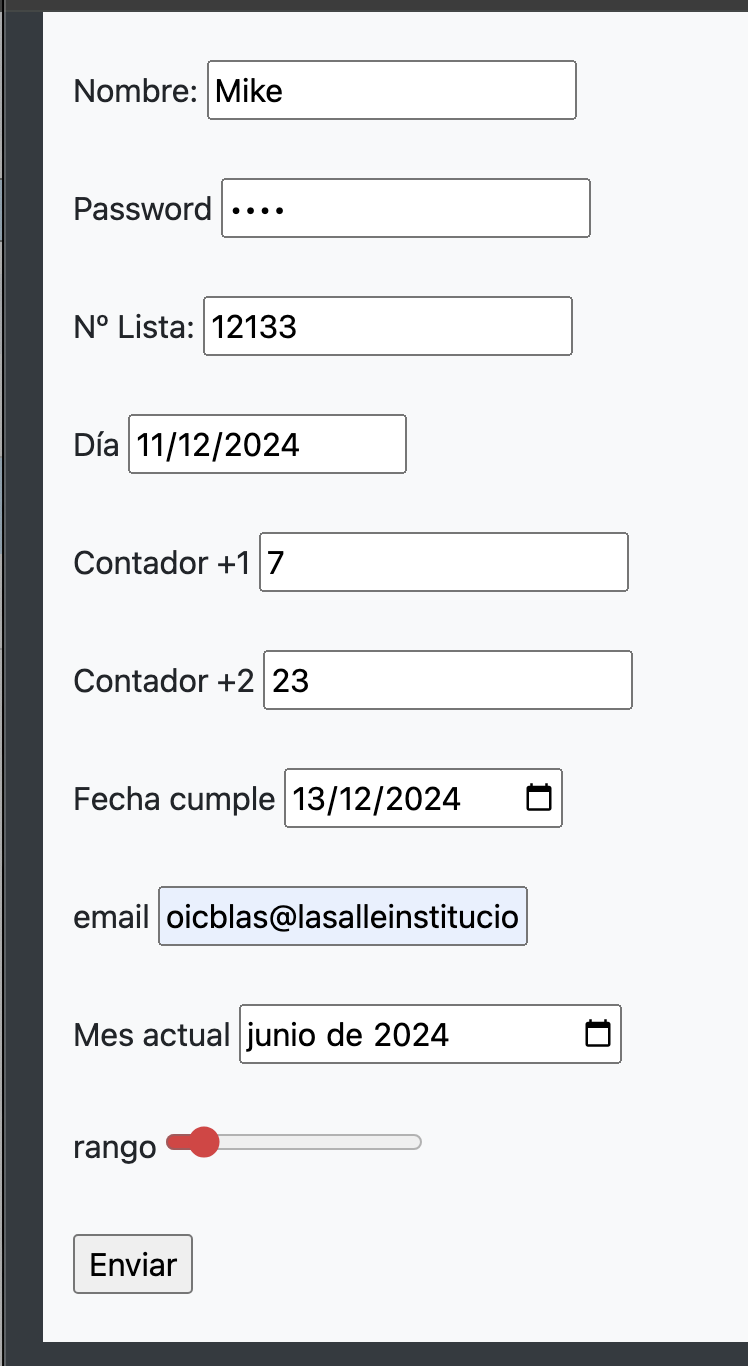 Nombre: Mike
Password ••••
Nº Lista: 12133
Día 11/12/2024
Contador +1 7
Contador +2 23
Fecha cumple 13/12/2024
email oicblas@lasalleinstitucio
Mes actual junio de 2024
rango
Enviar